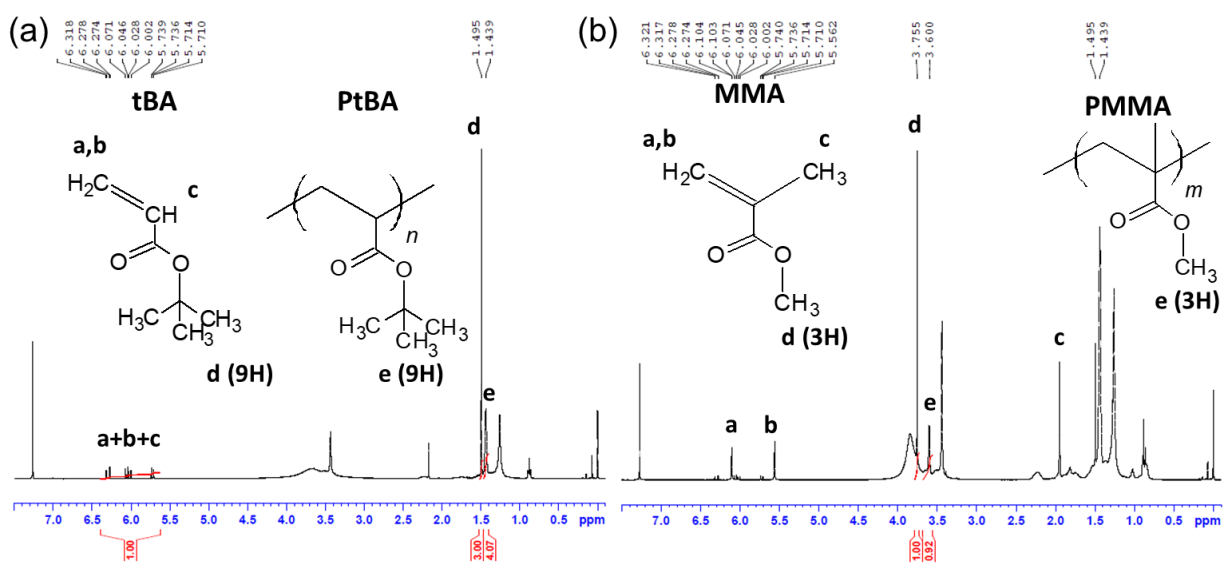 (a)
6.318
6.278
6.274
6.071
6.046
6.028
6.002
5.739
5.736
5.714
5.710
1.495
1.439
tBA
PtBA
d
a,b
H2C
c
CH
O
O
H3C
CH3
CH3
d (9H)
n
O
O
H3C
CH3
CH3
e (9H)
e
a+b+c
7.0 6.5 6.0 5.5 5.0 4.5 4.0 3.5 3.0 2.5 2.0 1.5 1.0 0.5 ppm
1.00
3.00
4.07
(b)
6.321
6.317
6.278
6.274
6.104
6.103
6.071
6.045
6.028
6.002
5.740
5.736
5.714
5.710
5.562
3.755
3.600
1.495
1.439
MMA
d
PMMA
a,b
c
H2C
CH3
O
O
CH3
d (3H)
m
O
O
CH3
e (3H)
a
b
e
c
7.0 6.5 6.0 5.5 5.0 4.5 4.0 3.5 3.0 2.5 2.0 1.5 1.0 0.5 0.0 ppm
1.00
0.92